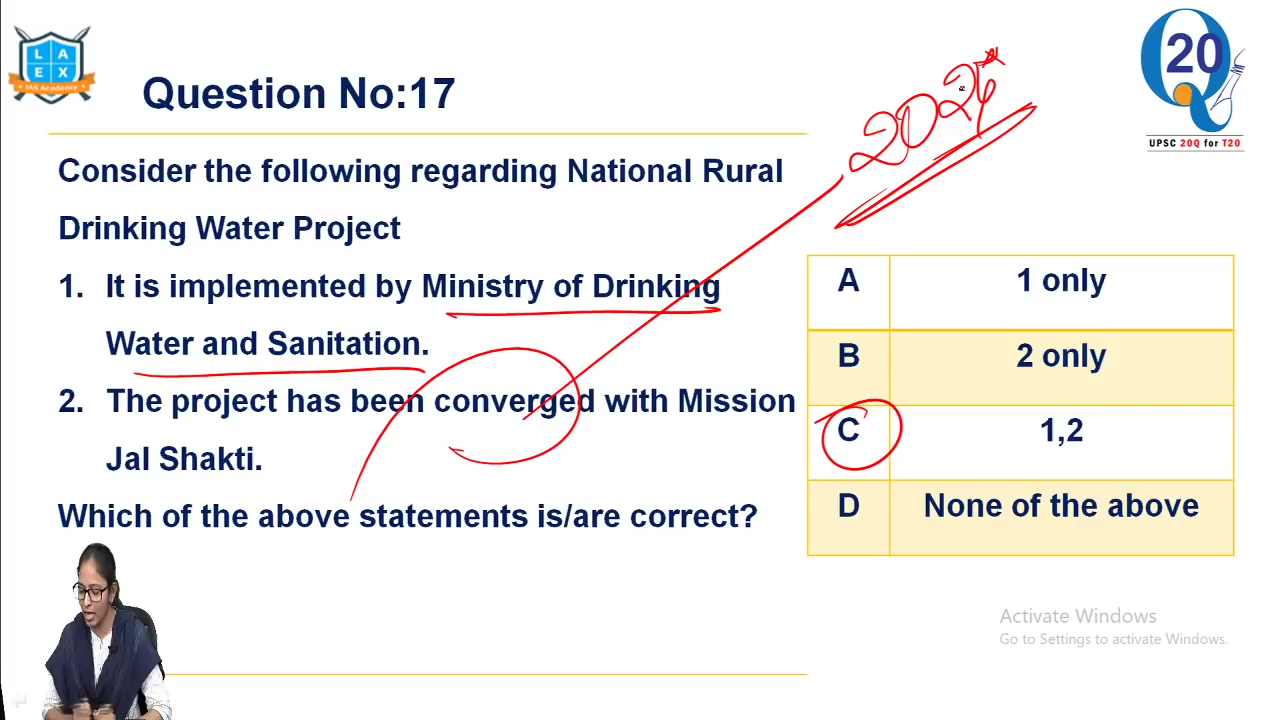 L A
E X
IAS Academy
Question No:17
20
UPSC 20Q for T20
Consider the following regarding National Rural
Drinking Water Project
1. It is implemented by Ministry of Drinking
Water and Sanitation.
2. The project has been converged with Mission
Jal Shakti.
Which of the above statements is/are correct?
A 1 only
B 2 only
C 1,2
D None of the above
Activate Windows
Go to Settings to activate Windows.